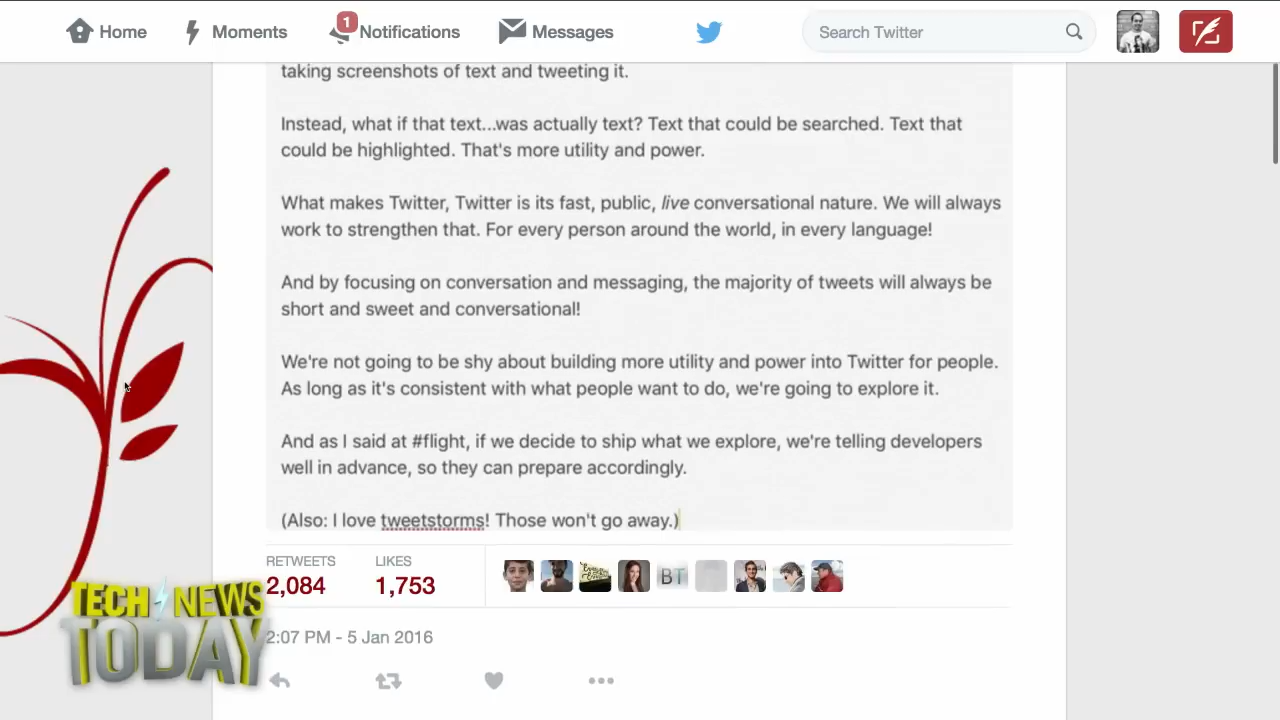 Home
Moments
1
Notifications
Messages
Search Twitter
taking screenshots of text and tweeting it.
Instead, what if that text...was actually text? Text that could be searched. Text that
could be highlighted. That's more utility and power.
What makes Twitter, Twitter is its fast, public, live conversational nature. We will always
work to strengthen that. For every person around the world, in every language!
And by focusing on conversation and messaging, the majority of tweets will always be
short and sweet and conversational!
We're not going to be shy about building more utility and power into Twitter for people.
As long as it's consistent with what people want to do, we're going to explore it.
And as I said at #flight, if we decide to ship what we explore, we're telling developers
well in advance, so they can prepare accordingly.
(Also: I love tweetstorms! Those won't go away.)
RETWEETS LIKES
2,084 1,753
BT
TECH NEWS
TODAY
2:07 PM - 5 Jan 2016